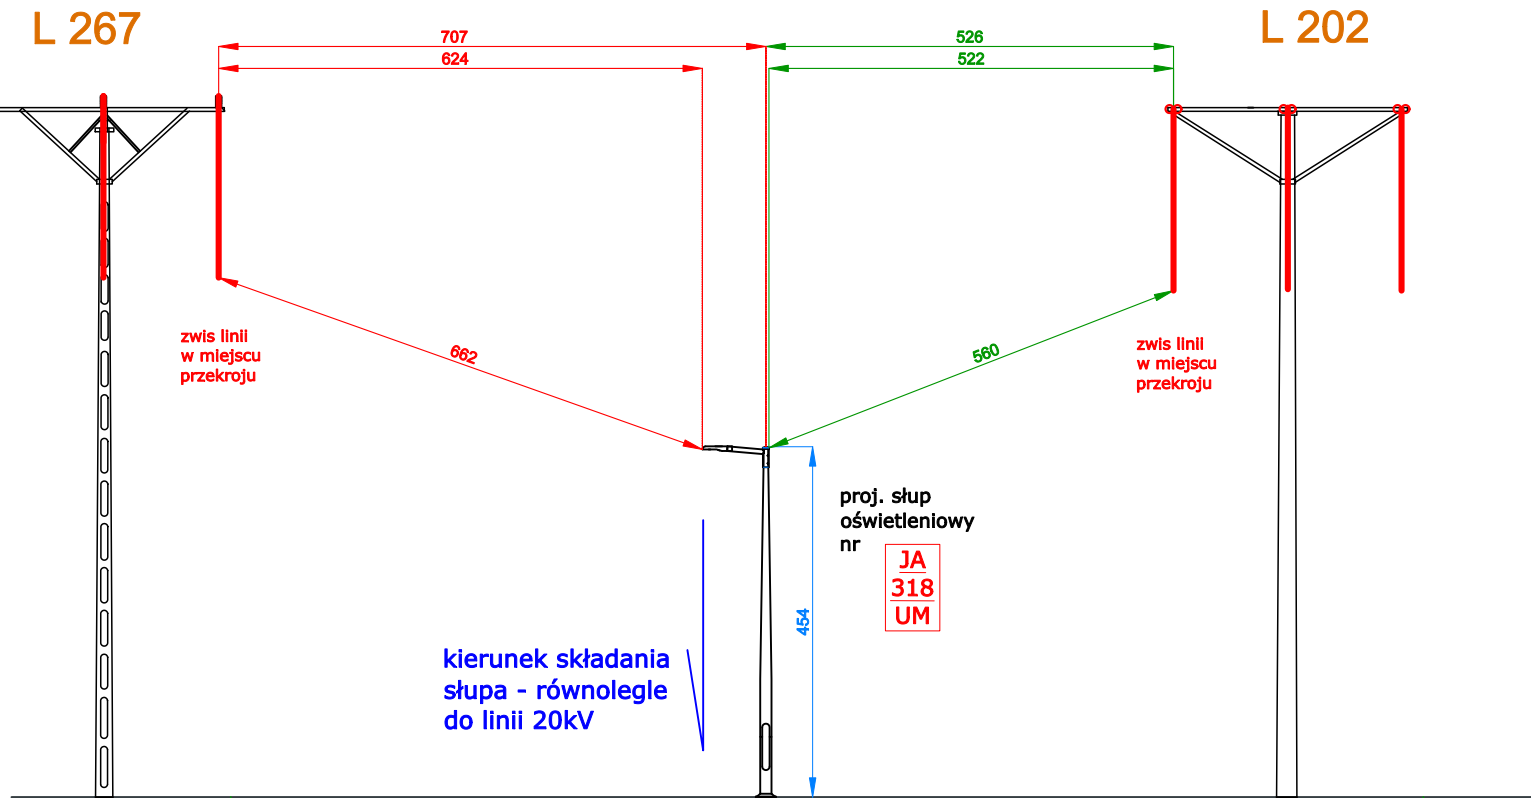 L 267
L 202
707
624
526
522
662
560
zwis linii
w miejscu
przekroju
zwis linii
w miejscu
przekroju
proj. słup
oświetleniowy
nr
JA
318
UM
454
kierunek składania
słupa - równolegle
do linii 20kV